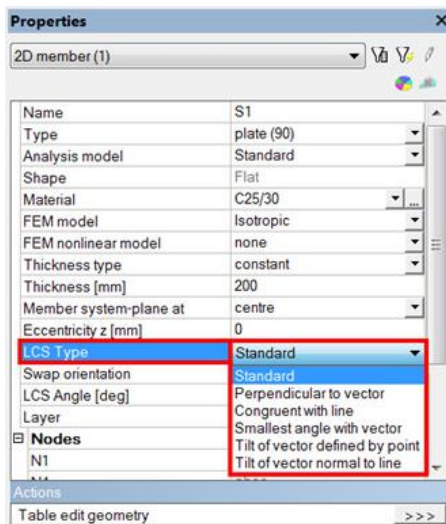 Properties
2D member (1)
Name S1
Type plate (90)
Analysis model Standard
Shape Flat
Material C25/30 ...
FEM model Isotropic
FEM nonlinear model none
Thickness type constant
Thickness [mm] 200
Member system-plane at centre
Eccentricity z [mm] 0
LCS Type Standard
Swap orientation Standard
LCS Angle [deg] Perpendicular to vector
Congruent with line
Layer Smallest angle with vector
Nodes Tilt of vector defined by point
N1 Tilt of vector normal to line
Actions
Table edit geometry >>>